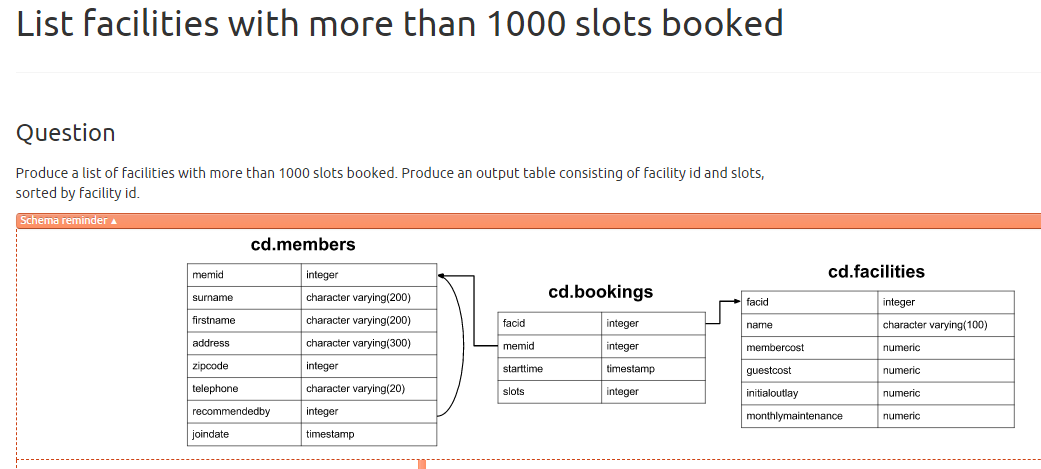 List facilities with more than 1000 slots booked
Question
Produce a list of facilities with more than 1000 slots booked. Produce an output table consisting of facility id and slots,
sorted by facility id.
Schema reminder ▲
cd.members
memid integer
surname character varying(200)
firstname character varying(200)
address character varying(300)
zipcode integer
telephone character varying(20)
recommendedby integer
joindate timestamp
cd.bookings
facid integer
memid integer
starttime timestamp
slots integer
cd.facilities
facid integer
name character varying(100)
membercost numeric
guestcost numeric
initialoutlay numeric
monthlymaintenance numeric